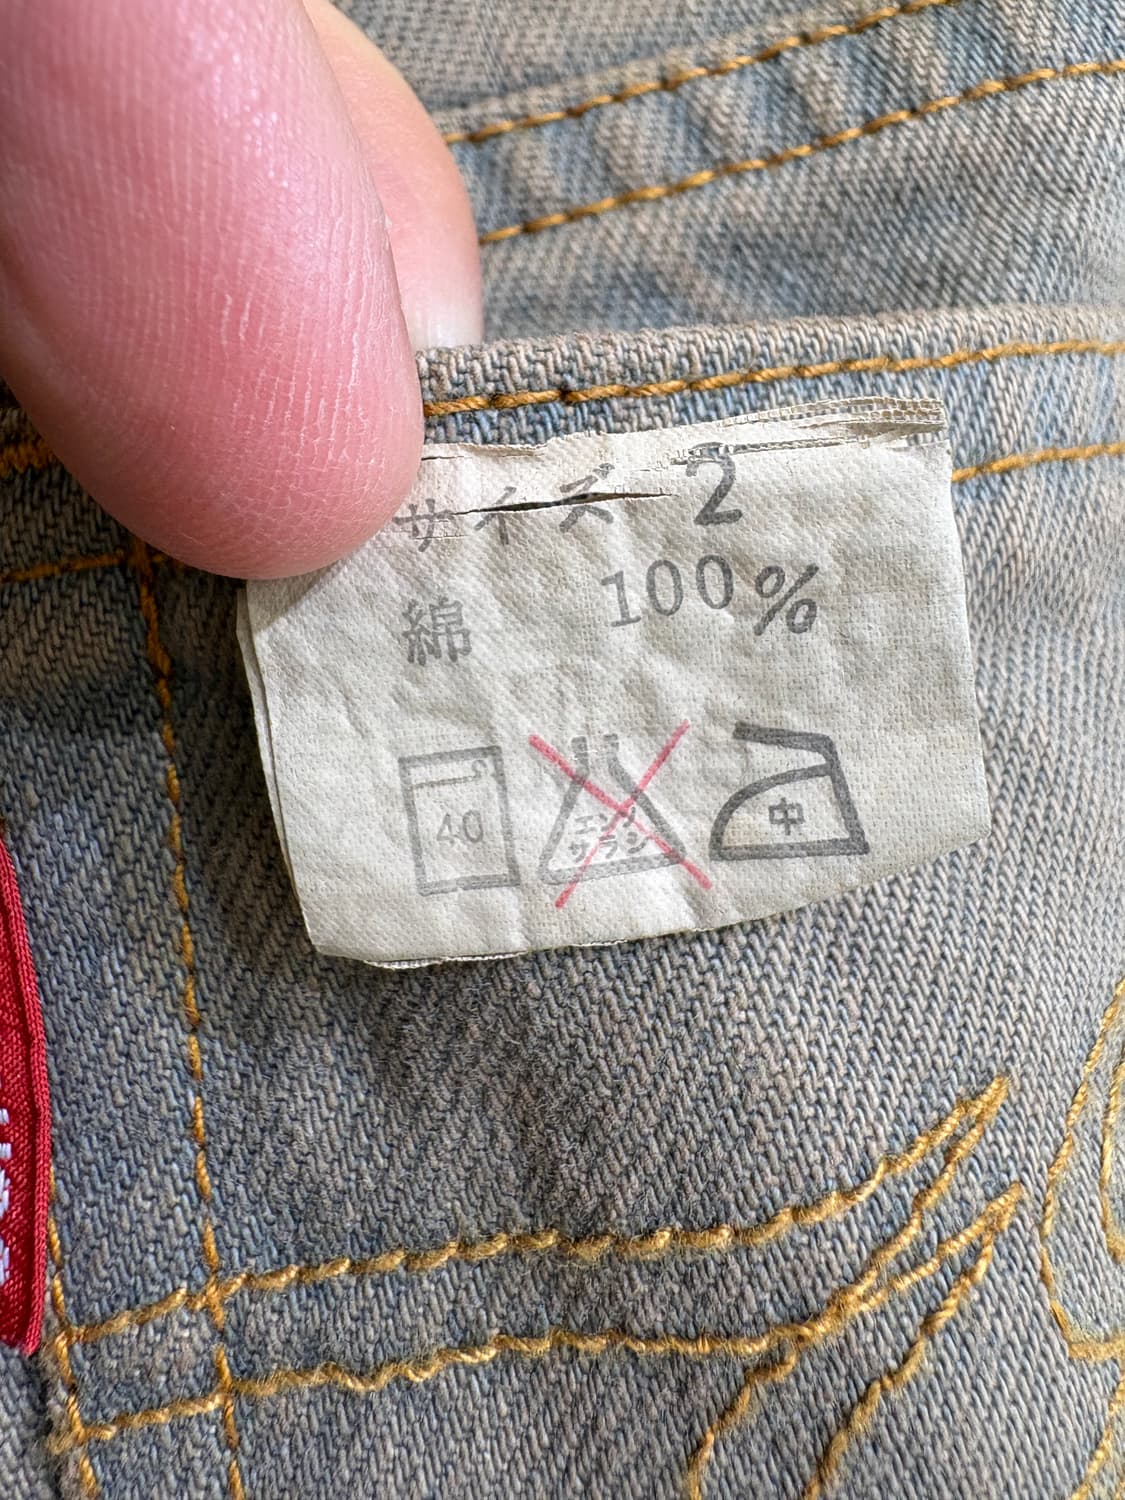 サイズ 2
綿 100%
40 エンソ サラシ 中